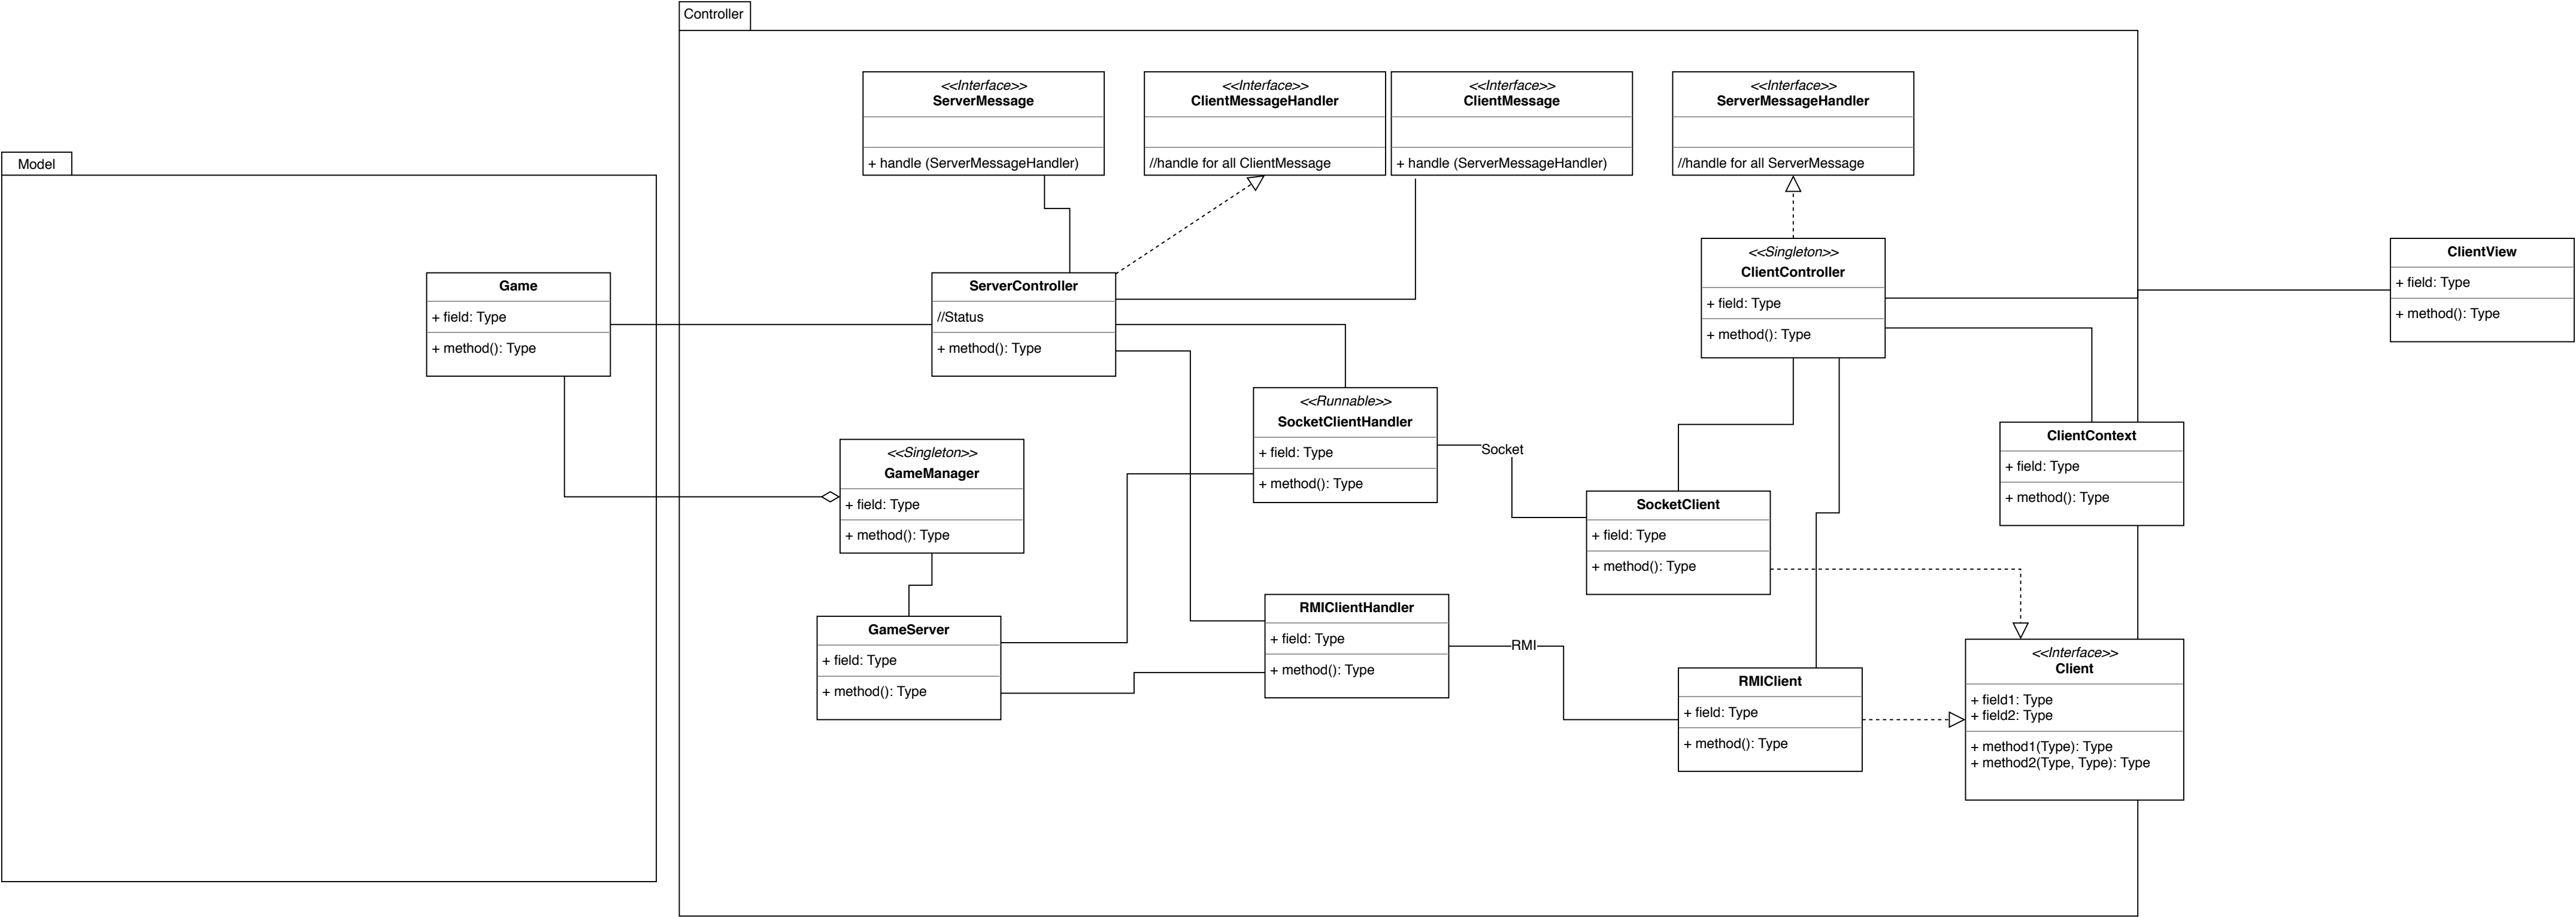 Controller
<<Interface>>
ServerMessage
+ handle (ServerMessageHandler)
<<Interface>>
ClientMessageHandler
//handle for all ClientMessage
<<Interface>>
ClientMessage
+ handle (ServerMessageHandler)
<<Interface>>
ServerMessageHandler
//handle for all ServerMessage
Model
Game
+ field: Type
+ method(): Type
ServerController
//Status
+ method(): Type
<<Singleton>>
ClientController
+ field: Type
+ method(): Type
ClientView
+ field: Type
+ method(): Type
<<Runnable>>
SocketClientHandler
+ field: Type
+ method(): Type
Socket
<<Singleton>>
GameManager
+ field: Type
+ method(): Type
ClientContext
+ field: Type
+ method(): Type
SocketClient
+ field: Type
+ method(): Type
GameServer
+ field: Type
+ method(): Type
RMIClientHandler
+ field: Type
+ method(): Type
RMI
RMIClient
+ field: Type
+ method(): Type
<<Interface>>
Client
+ field1: Type
+ field2: Type
+ method1(Type): Type
+ method2(Type, Type): Type